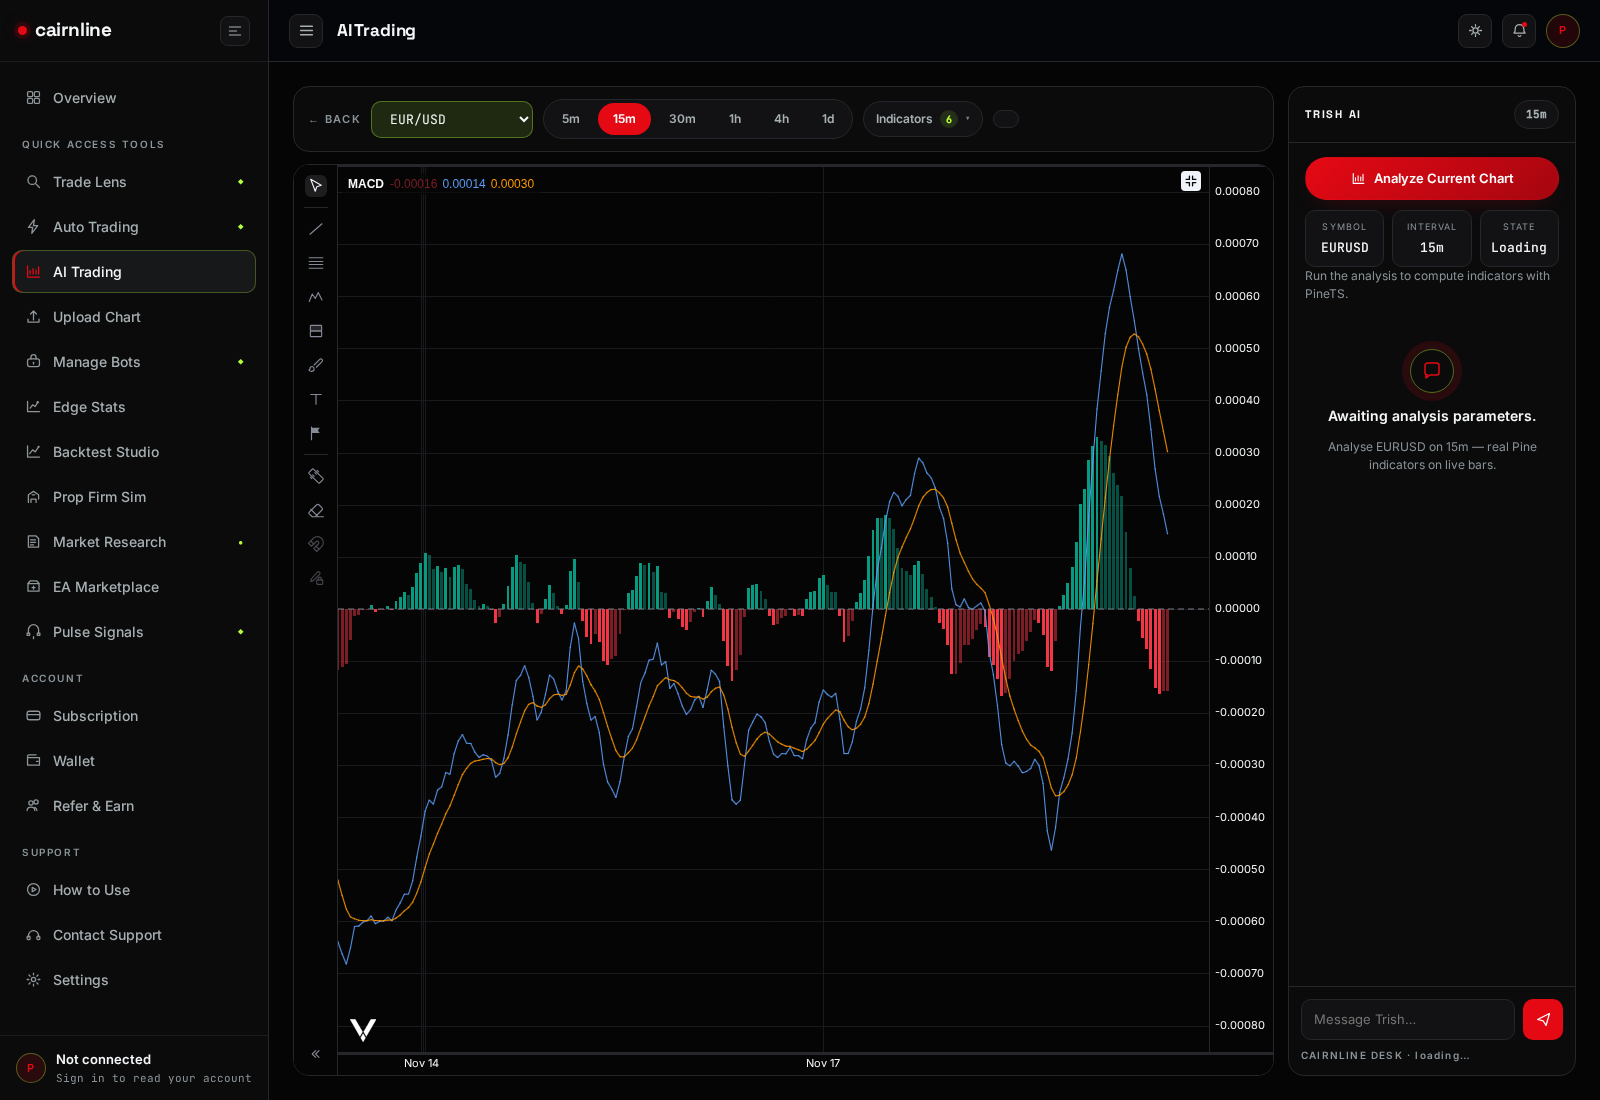 cairnline
Overview
QUICK ACCESS TOOLS
Trade Lens
Auto Trading
AI Trading
Upload Chart
Manage Bots
Edge Stats
Backtest Studio
Prop Firm Sim
Market Research
EA Marketplace
Pulse Signals
ACCOUNT
Subscription
Wallet
Refer & Earn
SUPPORT
How to Use
Contact Support
Settings
P
Not connected
Sign in to read your account
AI Trading
P
← BACK
EUR/USD
5m 15m 30m 1h 4h 1d
Indicators 6
MACD -0.00016 0.00014 0.00030
0.00080
0.00070
0.00060
0.00050
0.00040
0.00030
0.00020
0.00010
0.00000
-0.00010
-0.00020
-0.00030
-0.00040
-0.00050
-0.00060
-0.00070
-0.00080
Nov 14
Nov 17
TRISH AI
15m
Analyze Current Chart
SYMBOL
EURUSD
INTERVAL
15m
STATE
Loading
Run the analysis to compute indicators with
PineTS.
Awaiting analysis parameters.
Analyse EURUSD on 15m — real Pine
indicators on live bars.
Message Trish...
CAIRNLINE DESK · loading…